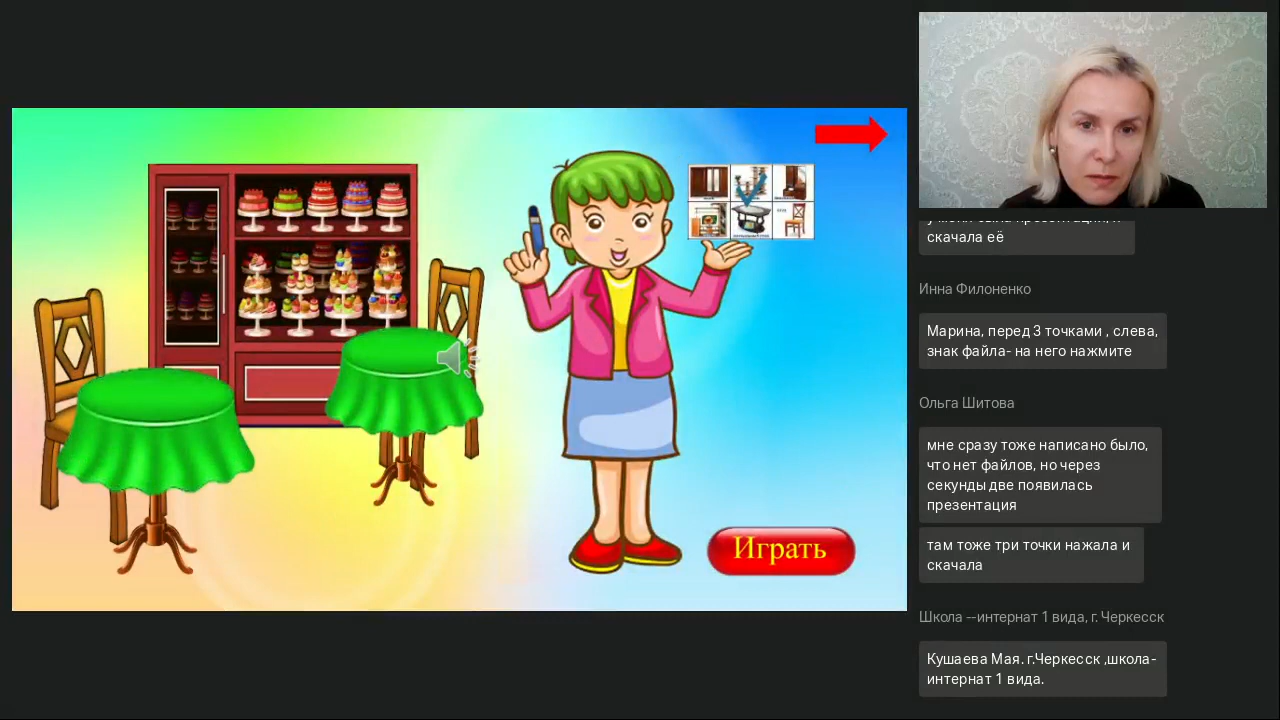 Играть
скачала её
Инна Филоненко
Марина, перед 3 точками , слева,
знак файла- на него нажмите
Ольга Шитова
мне сразу тоже написано было,
что нет файлов, но через
секунды две появилась
презентация
там тоже три точки нажала и
скачала
Школа --интернат 1 вида, г. Черкесск
Кушаева Мая. г.Черкесск ,школа-
интернат 1 вида.